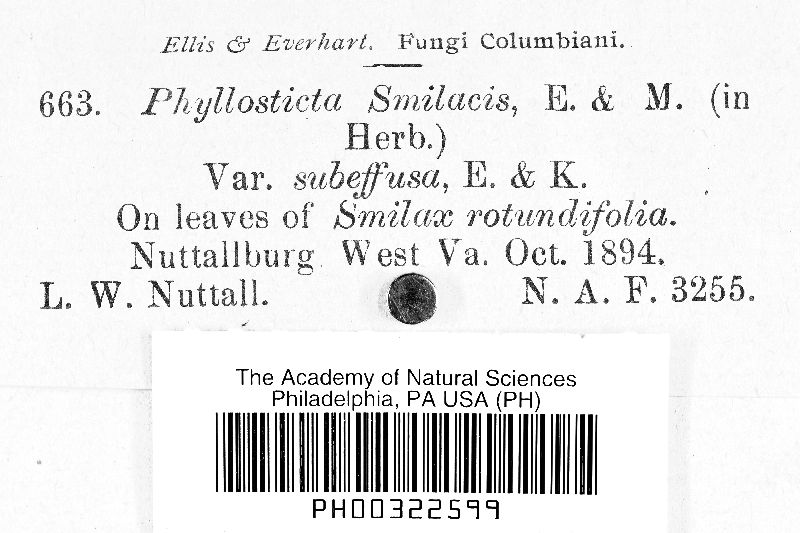 Ellis & Everhart. Fungi Columbiani.
663. Phyllosticta Smilacis, E. & M. (in
Herb.)
Var. subeffusa, E. & K.
On leaves of Smilax rotundifolia.
Nuttallburg West Va. Oct. 1894.
L. W. Nuttall. N. A. F. 3255.
The Academy of Natural Sciences
Philadelphia, PA USA (PH)
PH00322599